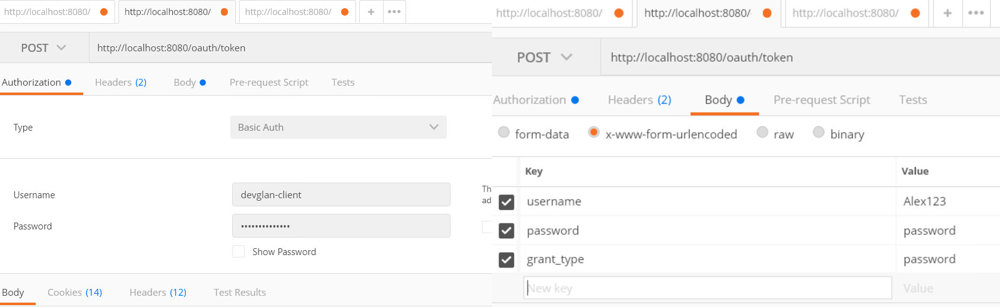 http://localhost:8080/ http://localhost:8080/ http://localhost:8080/ + •••
POST http://localhost:8080/oauth/token
Authorization Headers (2) Body Pre-request Script Tests
Type Basic Auth
Username devglan-client
Th
ad
Password ••••••••••••••
Show Password
Body Cookies (14) Headers (12) Test Results
http://localhost:8080/ http://localhost:8080/ http://localhost:8080/ + •••
POST http://localhost:8080/oauth/token
Authorization Headers (2) Body Pre-request Script Tests
form-data x-www-form-urlencoded raw binary
Key Value
username Alex123
password password
grant_type password
New key Value